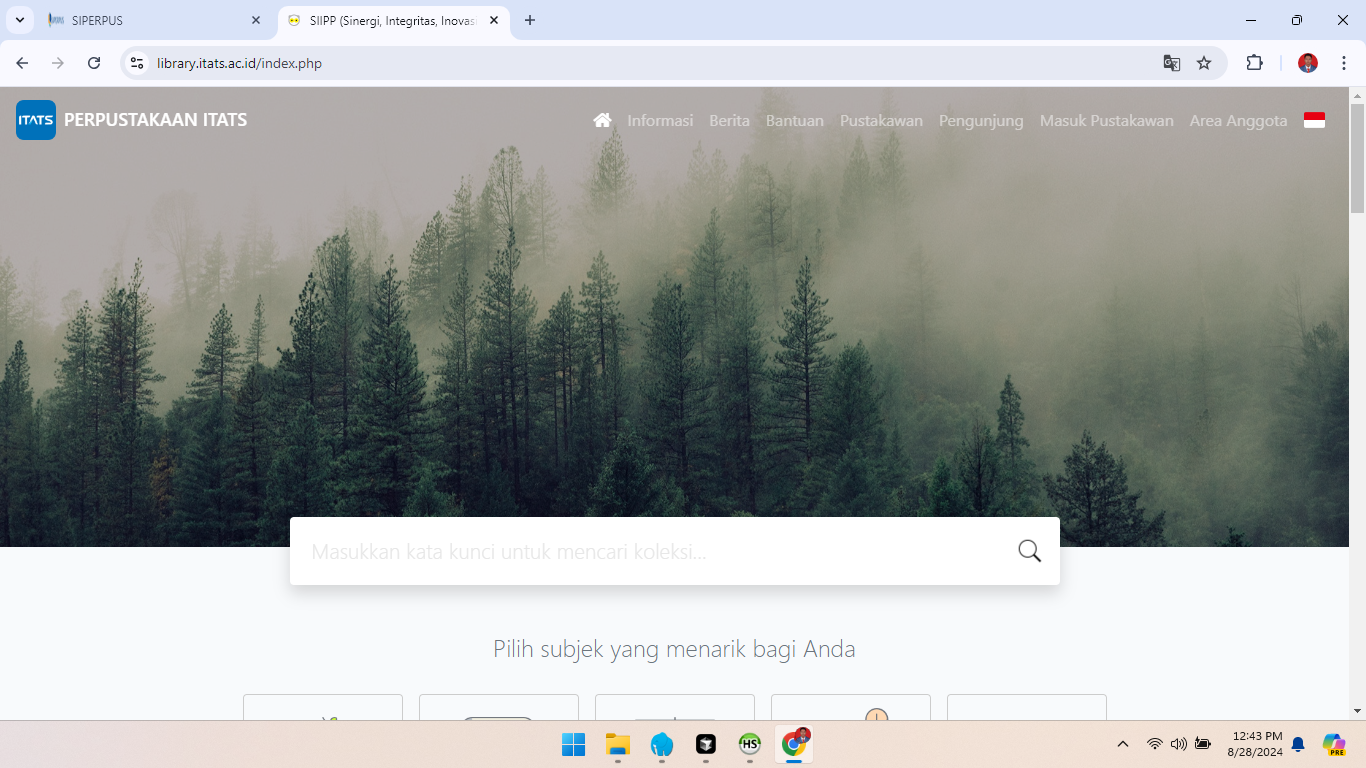 SIPERPUS
SIIPP (Sinergi, Integritas, Inovas
library.itats.ac.id/index.php
ITATS PERPUSTAKAAN ITATS
Informasi Berita Bantuan Pustakawan Pengunjung Masuk Pustakawan Area Anggota
Masukkan kata kunci untuk mencari koleksi...
Pilih subjek yang menarik bagi Anda
HS
12:43 PM
8/28/2024
PRE